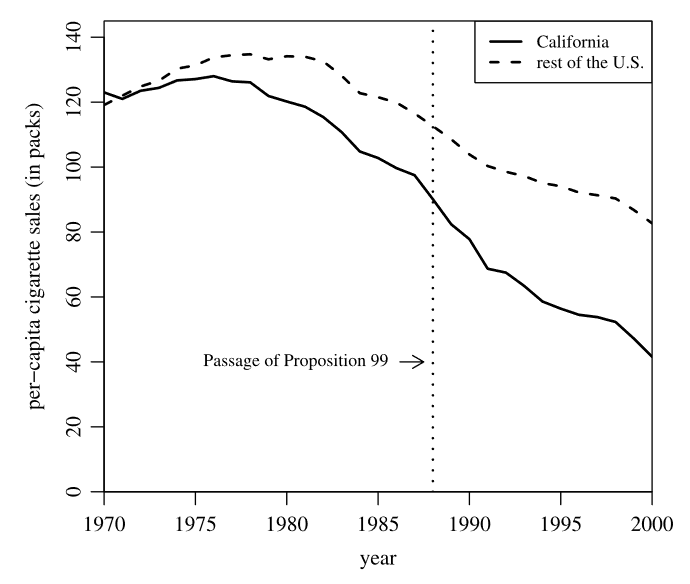 140
120
100
80
60
40
20
0
per−capita cigarette sales (in packs)
California
rest of the U.S.
Passage of Proposition 99
1970 1975 1980 1985 1990 1995 2000
year